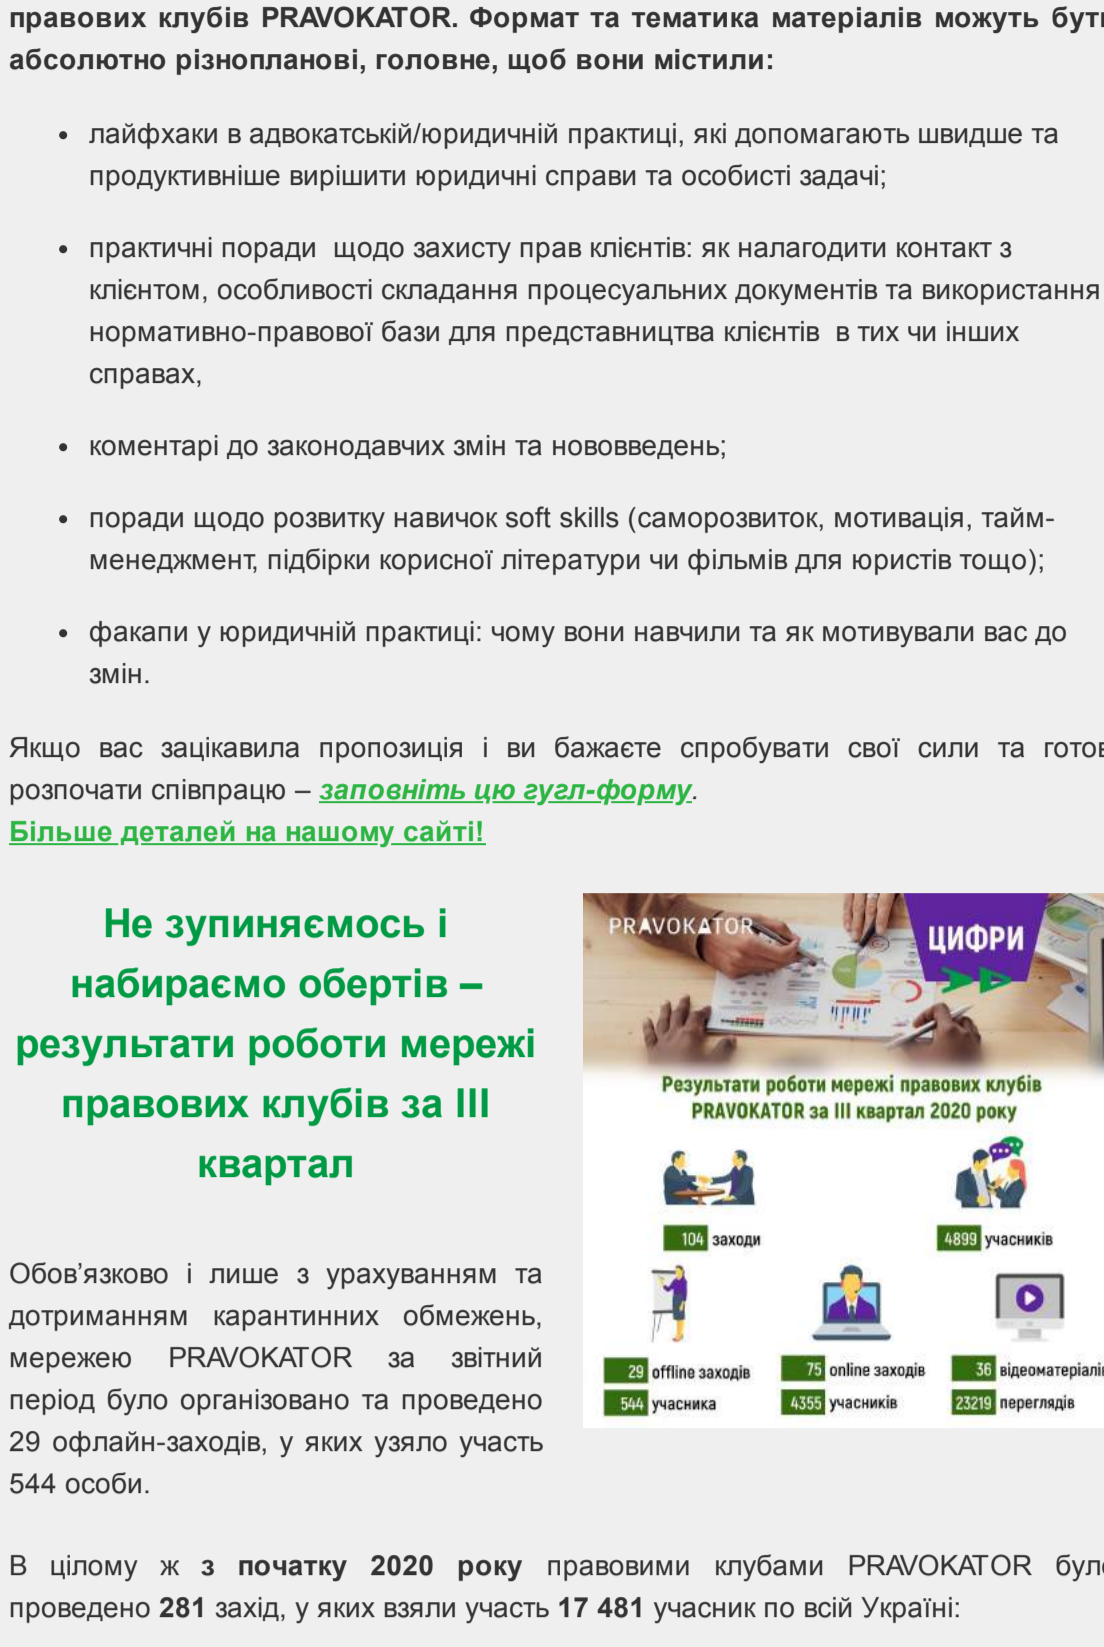 правових клубів PRAVOKATOR. Формат та тематика матеріалів можуть бути
абсолютно різнопланові, головне, щоб вони містили:
• лайфхаки в адвокатській/юридичній практиці, які допомагають швидше та
продуктивніше вирішити юридичні справи та особисті задачі;
• практичні поради щодо захисту прав клієнтів: як налагодити контакт з
клієнтом, особливості складання процесуальних документів та використання
нормативно-правової бази для представництва клієнтів в тих чи інших
справах,
• коментарі до законодавчих змін та нововведень;
• поради щодо розвитку навичок soft skills (саморозвиток, мотивація, тайм-
менеджмент, підбірки корисної літератури чи фільмів для юристів тощо);
• факапи у юридичній практиці: чому вони навчили та як мотивували вас до
змін.
Якщо вас зацікавила пропозиція і ви бажаєте спробувати свої сили та готов
розпочати співпрацю – заповніть цю гугл-форму.
Більше деталей на нашому сайті!
Не зупиняємось і
набираємо обертів –
результати роботи мережі
правових клубів за III
квартал
Обов’язково і лише з урахуванням та
дотриманням карантинних обмежень,
мережею PRAVOKATOR за звітний
період було організовано та проведено
29 офлайн-заходів, у яких узяло участь
544 особи.
PRAVOKATOR
ЦИФРИ
Результати роботи мережі правових клубів
PRAVOKATOR за III квартал 2020 року
104 заходи
4899 учасників
29 offline заходів
544 учасника
75 online заходів
4355 учасників
36 відеоматеріалів
23219 переглядів
В цілому ж з початку 2020 року правовими клубами PRAVOKATOR було
проведено 281 захід, у яких взяли участь 17 481 учасник по всій Україні: